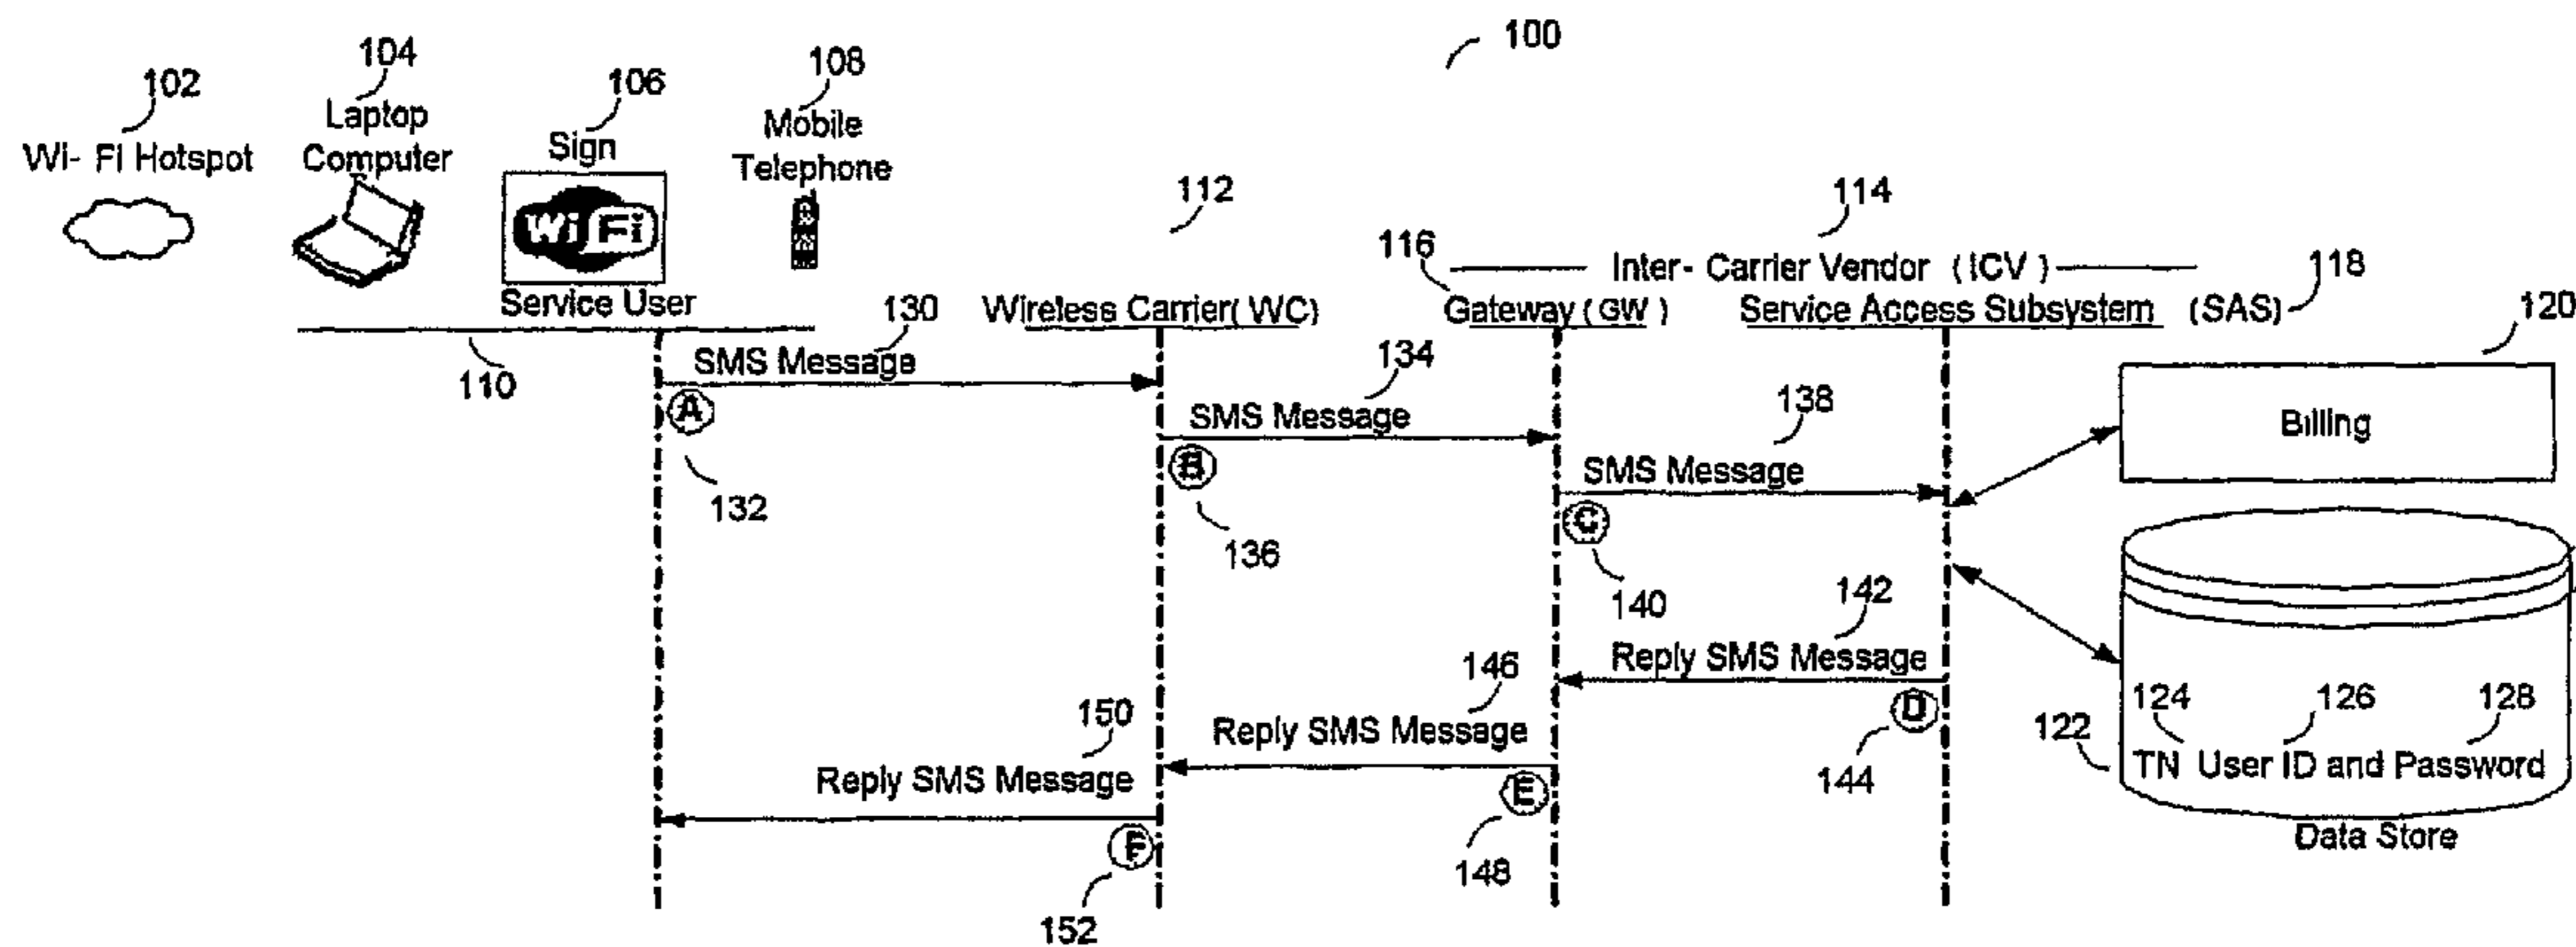 100
102
104
106
108
Wi- Fi Hotspot
Laptop
Computer
Sign
Mobile
Telephone
Wi Fi
112
114
116
Inter- Carrier Vendor (ICV)
118
Service User
Wireless Carrier(WC)
Gateway (GW)
Service Access Subsystem (SAS)
110
130
SMS Message
A
132
134
SMS Message
B
136
138
SMS Message
C
140
120
Billing
142
Reply SMS Message
D
144
146
Reply SMS Message
E
148
150
Reply SMS Message
F
152
122
124
126
128
TN User ID and Password
Data Store